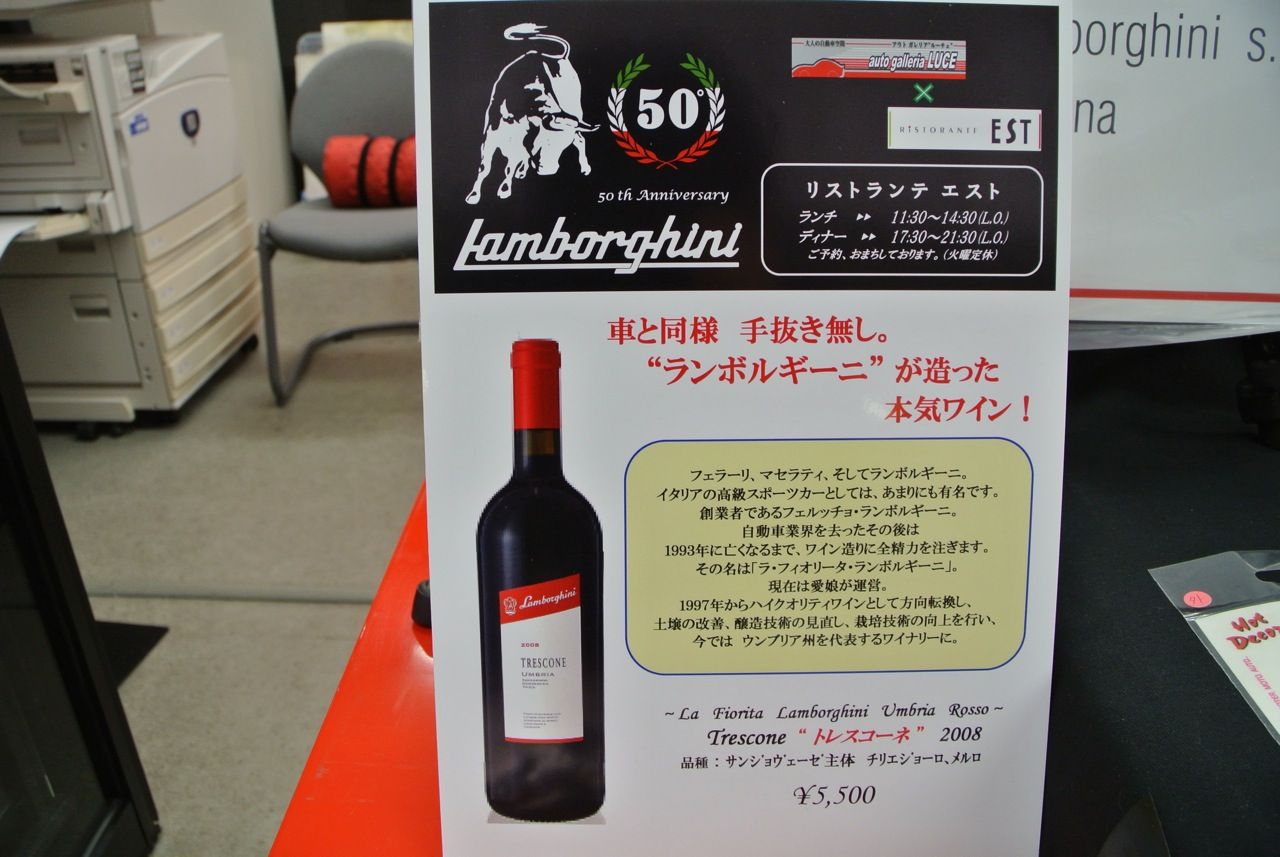 50°
50 th Anniversary
Lamborghini
大人の自動車空間
アウト ガレリア"ルーチェ"
auto galleria LUCE
×
RISTORANTE EST
リストランテ エスト
ランチ ▶▶ 11:30～14:30(L.O.)
ディナー ▶▶ 17:30～21:30(L.O.)
ご予約、おまちしております。(火曜定休)
車と同様 手抜き無し。
“ランボルギーニ”が造った
本気ワイン！
フェラーリ、マセラティ、そしてランボルギーニ。
イタリアの高級スポーツカーとしては、あまりにも有名です。
創業者であるフェルッチョ・ランボルギーニ。
自動車業界を去ったその後は
1993年に亡くなるまで、ワイン造りに全精力を注ぎます。
その名は「ラ・フィオリータ・ランボルギーニ」。
現在は愛娘が運営。
1997年からハイクオリティワインとして方向転換し、
土壌の改善、醸造技術の見直し、栽培技術の向上を行い、
今では ウンブリア州を代表するワイナリーに。
～La Fiorita Lamborghini Umbria Rosso～
Trescone “トレスコーネ” 2008
品種：サンジョヴェーゼ主体 チリエジョーロ、メルロ
¥5,500
Lamborghini
2008
TRESCONE
UMBRIA
borghini s.
na
Hot